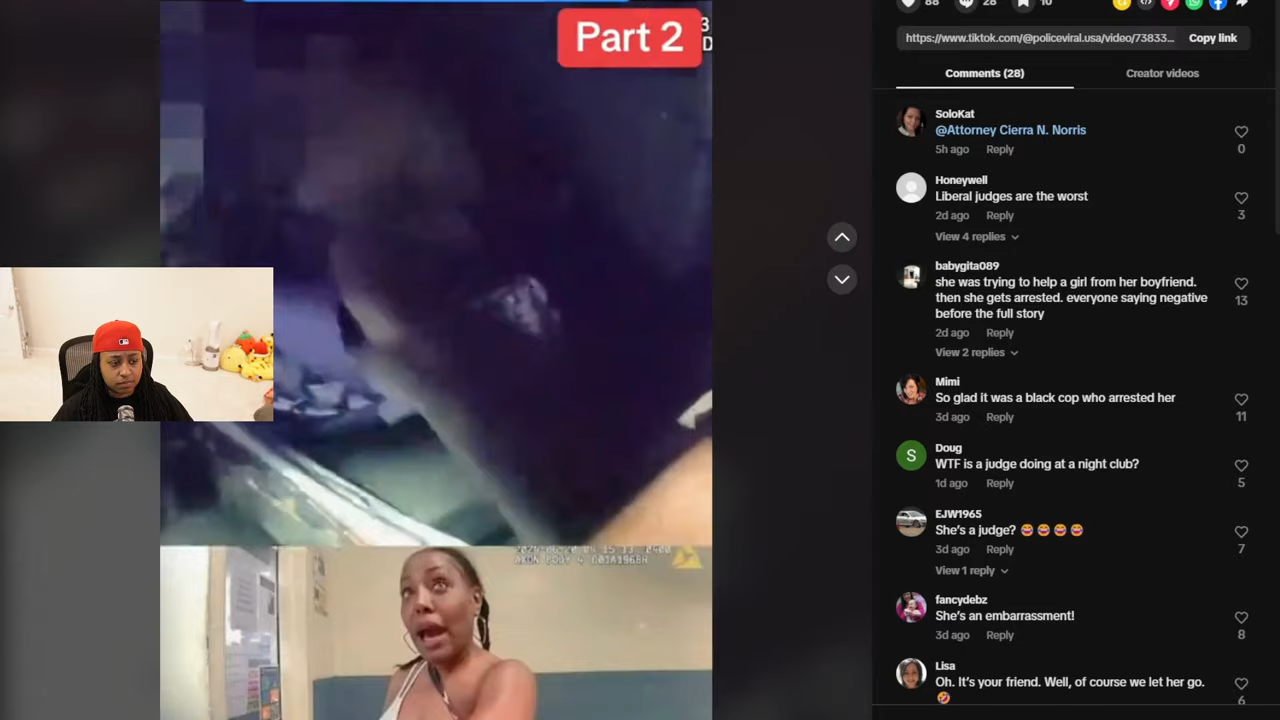 Part 2
3
D
88
28
10
https://www.tiktok.com/@policeviral.usa/video/73833...
Copy link
Comments (28)
Creator videos
SoloKat
@Attorney Cierra N. Norris
5h ago Reply
0
Honeywell
Liberal judges are the worst
2d ago Reply
3
View 4 replies
babygita089
she was trying to help a girl from her boyfriend.
then she gets arrested. everyone saying negative
before the full story
13
2d ago Reply
View 2 replies
Mimi
So glad it was a black cop who arrested her
3d ago Reply
11
S
Doug
WTF is a judge doing at a night club?
1d ago Reply
5
EJW1965
She's a judge? 🤣🤣🤣🤣
3d ago Reply
7
View 1 reply
fancydebz
She's an embarrassment!
3d ago Reply
8
Lisa
Oh. It's your friend. Well, of course we let her go.
🤣
6
AXON BODY 4